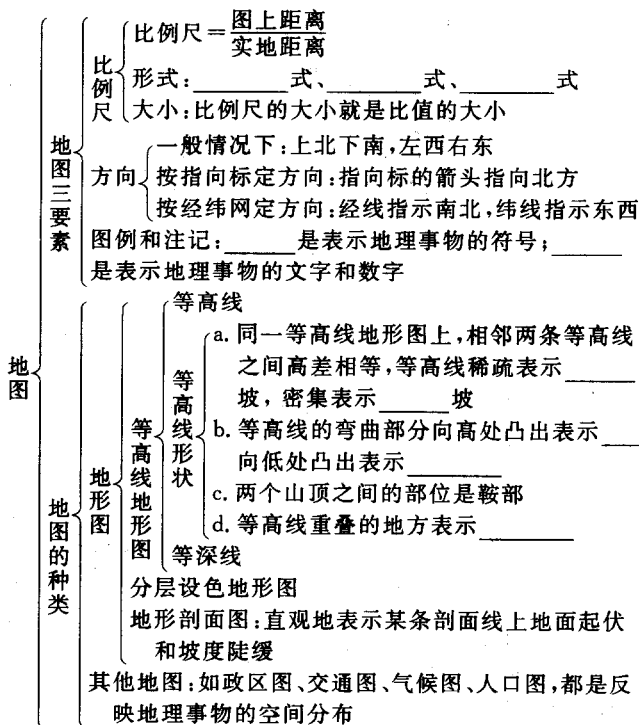 地图
地图三要素
比例尺
比例尺=图上距离/实地距离
形式:______式、______式、______式
大小:比例尺的大小就是比值的大小
方向
一般情况下:上北下南,左西右东
按指向标定方向:指向标的箭头指向北方
按经纬网定方向:经线指示南北,纬线指示东西
图例和注记:______是表示地理事物的符号;______
是表示地理事物的文字和数字
地图的种类
地形图
等高线地形图
等高线
等高线形状
a. 同一等高线地形图上,相邻两条等高线
之间高差相等,等高线稀疏表示______
坡,密集表示______坡
b. 等高线的弯曲部分向高处凸出表示___
向低处凸出表示________
c. 两个山顶之间的部位是鞍部
d. 等高线重叠的地方表示________
等深线
分层设色地形图
地形剖面图:直观地表示某条剖面线上地面起伏
和坡度陡缓
其他地图:如政区图、交通图、气候图、人口图,都是反
映地理事物的空间分布